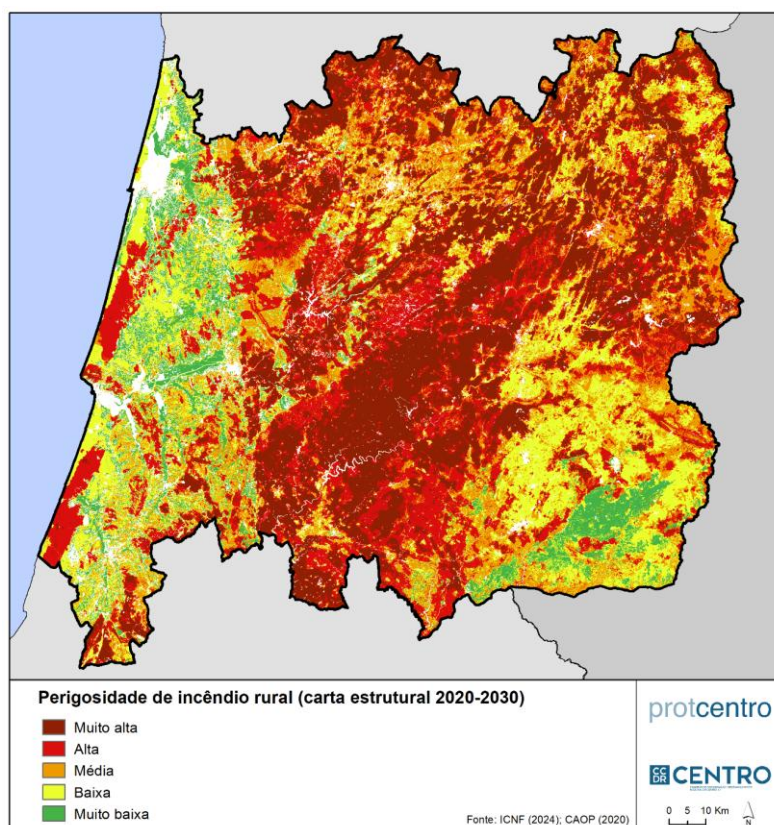 Perigosidade de incêndio rural (carta estrutural 2020-2030)
Muito alta
Alta
Média
Baixa
Muito baixa
Fonte: ICNF (2024); CAOP (2020)
protcentro
CCDR CENTRO
0 5 10 Km
N